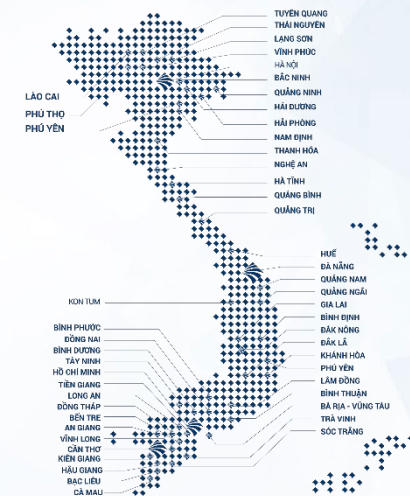 TUYÊN QUANG
THÁI NGUYÊN
LẠNG SƠN
VĨNH PHÚC
HÀ NỘI
BẮC NINH
QUẢNG NINH
HẢI DƯƠNG
HẢI PHÒNG
NAM ĐỊNH
THANH HÓA
NGHỆ AN
HÀ TĨNH
QUẢNG BÌNH
QUẢNG TRỊ
LÀO CAI
PHÚ THỌ
PHÚ YÊN
HUẾ
ĐÀ NẴNG
QUẢNG NAM
QUẢNG NGÃI
GIA LAI
BÌNH ĐỊNH
ĐẮK NÔNG
ĐẮK LẮ
KHÁNH HÒA
PHÚ YÊN
LÂM ĐỒNG
BÌNH THUẬN
BÀ RỊA - VŨNG TÀU
TRÀ VINH
SÓC TRĂNG
KON TUM
BÌNH PHƯỚC
ĐỒNG NAI
BÌNH DƯƠNG
TÂY NINH
HỒ CHÍ MINH
TIỀN GIANG
LONG AN
ĐỒNG THÁP
BẾN TRE
AN GIANG
VĨNH LONG
CẦN THƠ
KIÊN GIANG
HẬU GIANG
BẠC LIÊU
CÀ MAU